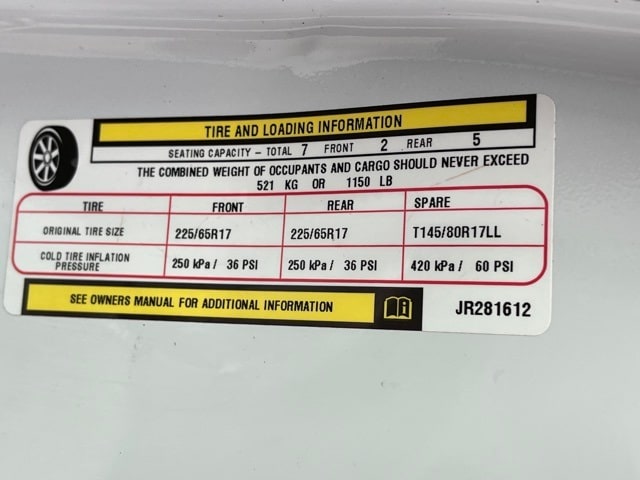 TIRE AND LOADING INFORMATION
SEATING CAPACITY – TOTAL 7 FRONT 2 REAR 5
THE COMBINED WEIGHT OF OCCUPANTS AND CARGO SHOULD NEVER EXCEED
521 KG OR 1150 LB
TIRE FRONT REAR SPARE
ORIGINAL TIRE SIZE 225/65R17 225/65R17 T145/80R17LL
COLD TIRE INFLATION PRESSURE 250 kPa / 36 PSI 250 kPa / 36 PSI 420 kPa / 60 PSI
SEE OWNERS MANUAL FOR ADDITIONAL INFORMATION
JR281612